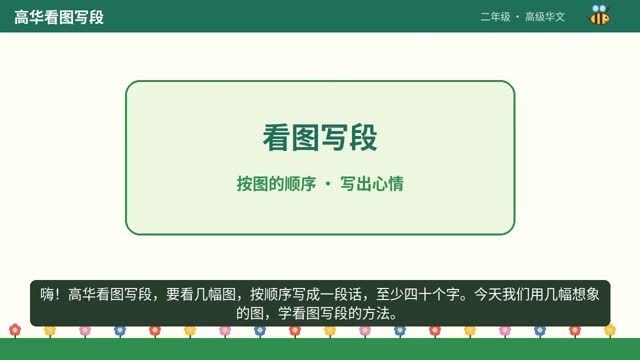 高华看图写段
二年级 · 高级华文
看图写段
按图的顺序 · 写出心情
嗨！高华看图写段，要看几幅图，按顺序写成一段话，至少四十个字。今天我们用几幅想象
的图，学看图写段的方法。